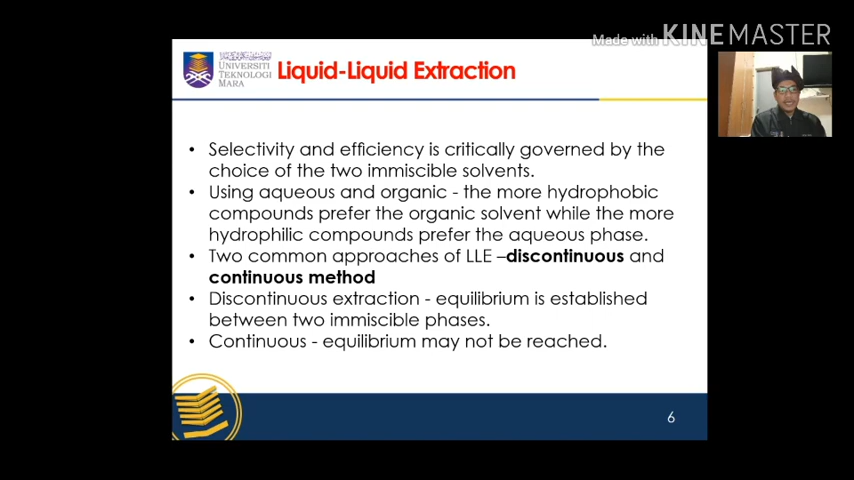 Made with KINEMASTER
UNIVERSITI
TEKNOLOGI
MARA
Liquid-Liquid Extraction
• Selectivity and efficiency is critically governed by the
choice of the two immiscible solvents.
• Using aqueous and organic - the more hydrophobic
compounds prefer the organic solvent while the more
hydrophilic compounds prefer the aqueous phase.
• Two common approaches of LLE –discontinuous and
continuous method
• Discontinuous extraction - equilibrium is established
between two immiscible phases.
• Continuous - equilibrium may not be reached.
6